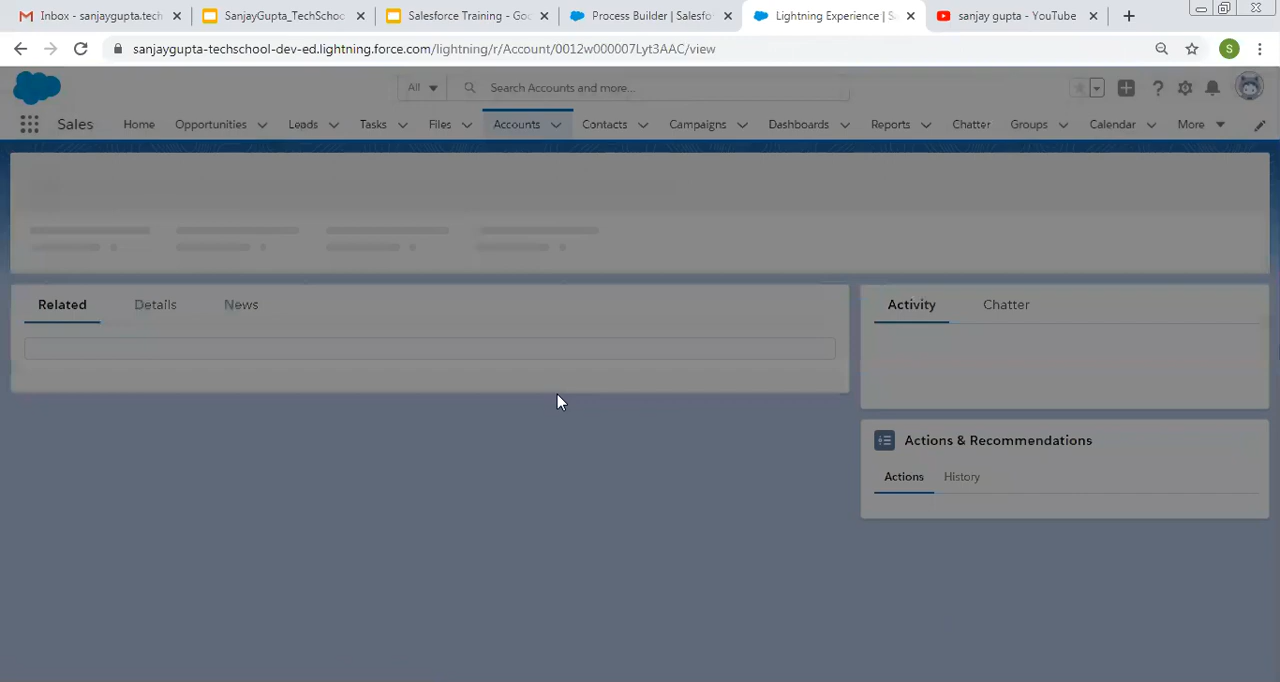 Inbox - sanjaygupta.tech
SanjayGupta_TechSchoo
Salesforce Training - Goo
Process Builder | Salesfo
Lightning Experience | S
sanjay gupta - YouTube
sanjaygupta-techschool-dev-ed.lightning.force.com/lightning/r/Account/0012w000007Lyt3AAC/view
S
All
Search Accounts and more...
Sales
Home
Opportunities
Leads
Tasks
Files
Accounts
Contacts
Campaigns
Dashboards
Reports
Chatter
Groups
Calendar
More
Related
Details
News
Activity
Chatter
Actions & Recommendations
Actions
History